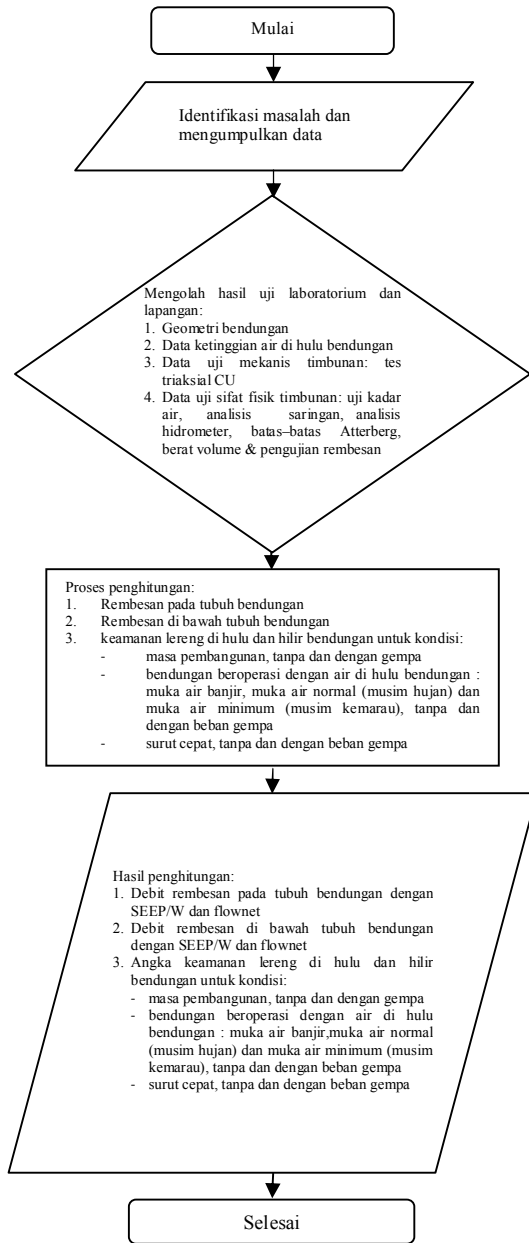 Mulai
Identifikasi masalah dan
mengumpulkan data
Mengolah hasil uji laboratorium dan
lapangan:
1. Geometri bendungan
2. Data ketinggian air di hulu bendungan
3. Data uji mekanis timbunan: tes
triaksial CU
4. Data uji sifat fisik timbunan: uji kadar
air, analisis saringan, analisis
hidrometer, batas–batas Atterberg,
berat volume & pengujian rembesan
Proses penghitungan:
1. Rembesan pada tubuh bendungan
2. Rembesan di bawah tubuh bendungan
3. keamanan lereng di hulu dan hilir bendungan untuk kondisi:
- masa pembangunan, tanpa dan dengan gempa
- bendungan beroperasi dengan air di hulu bendungan :
muka air banjir, muka air normal (musim hujan) dan
muka air minimum (musim kemarau), tanpa dan
dengan beban gempa
- surut cepat, tanpa dan dengan beban gempa
Hasil penghitungan:
1. Debit rembesan pada tubuh bendungan dengan
SEEP/W dan flownet
2. Debit rembesan di bawah tubuh bendungan
dengan SEEP/W dan flownet
3. Angka keamanan lereng di hulu dan hilir
bendungan untuk kondisi:
- masa pembangunan, tanpa dan dengan gempa
- bendungan beroperasi dengan air di hulu
bendungan : muka air banjir,muka air normal
(musim hujan) dan muka air minimum (musim
kemarau), tanpa dan dengan beban gempa
- surut cepat, tanpa dan dengan beban gempa
Selesai